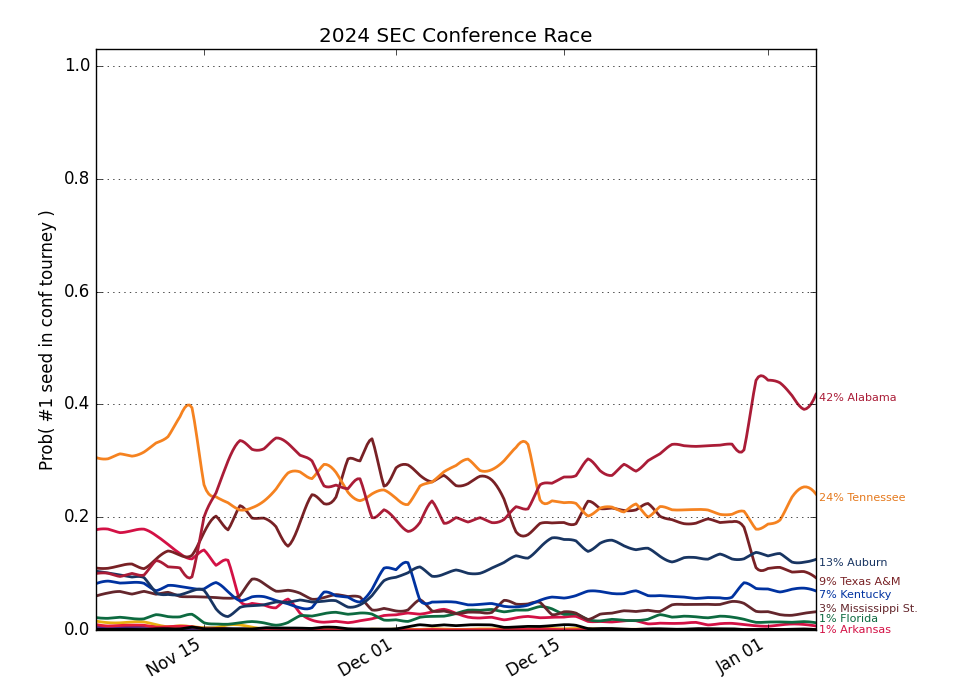 2024 SEC Conference Race
Prob( #1 seed in conf tourney )
1.0
0.8
0.6
0.4
0.2
0.0
42% Alabama
24% Tennessee
13% Auburn
9% Texas A&M
7% Kentucky
3% Mississippi St.
1% Florida
1% Arkansas
Nov 15
Dec 01
Dec 15
Jan 01